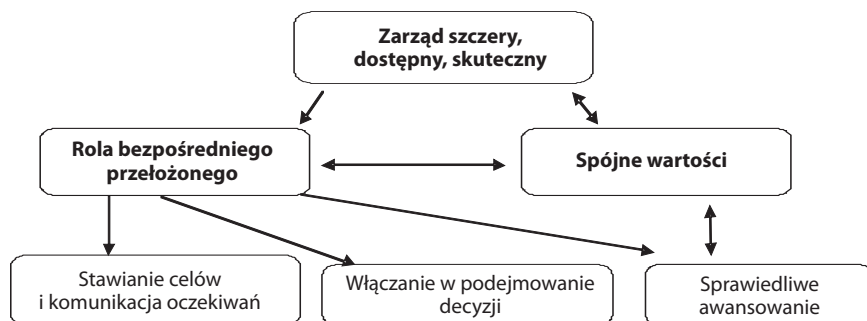 Zarząd szczery,
dostępny, skuteczny
Rola bezpośredniego
przełożonego
Spójne wartości
Stawianie celów
i komunikacja oczekiwań
Włączanie w podejmowanie
decyzji
Sprawiedliwe
awansowanie